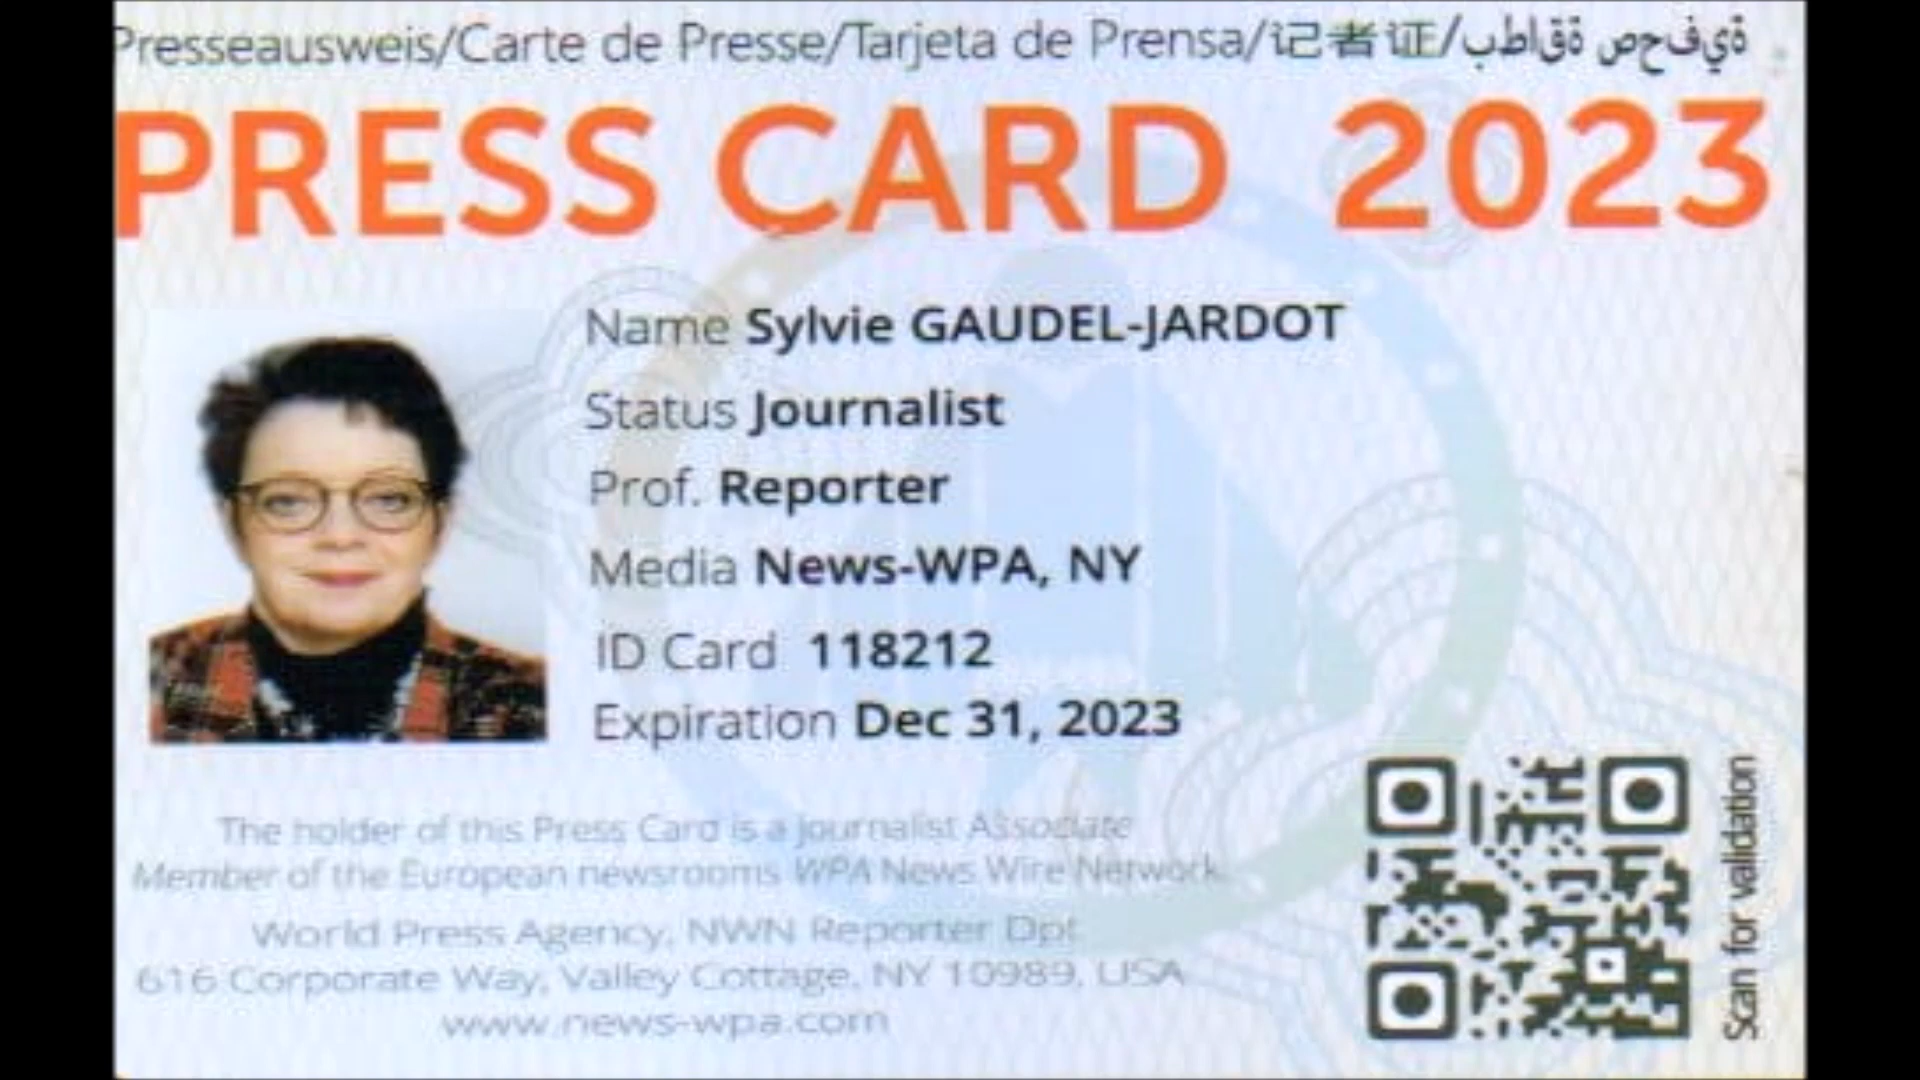 Presseausweis/Carte de Presse/Tarjeta de Prensa/记者证/بطاقة صحفية
PRESS CARD 2023
Name Sylvie GAUDEL-JARDOT
Status Journalist
Prof. Reporter
Media News-WPA, NY
ID Card 118212
Expiration Dec 31, 2023
The holder of this Press Card is a Journalist Associate
Member of the European newsrooms WPA News Wire Network.
World Press Agency, NWN Reporter Dpt.
616 Corporate Way, Valley Cottage, NY 10989, USA
www.news-wpa.com
Scan for validation